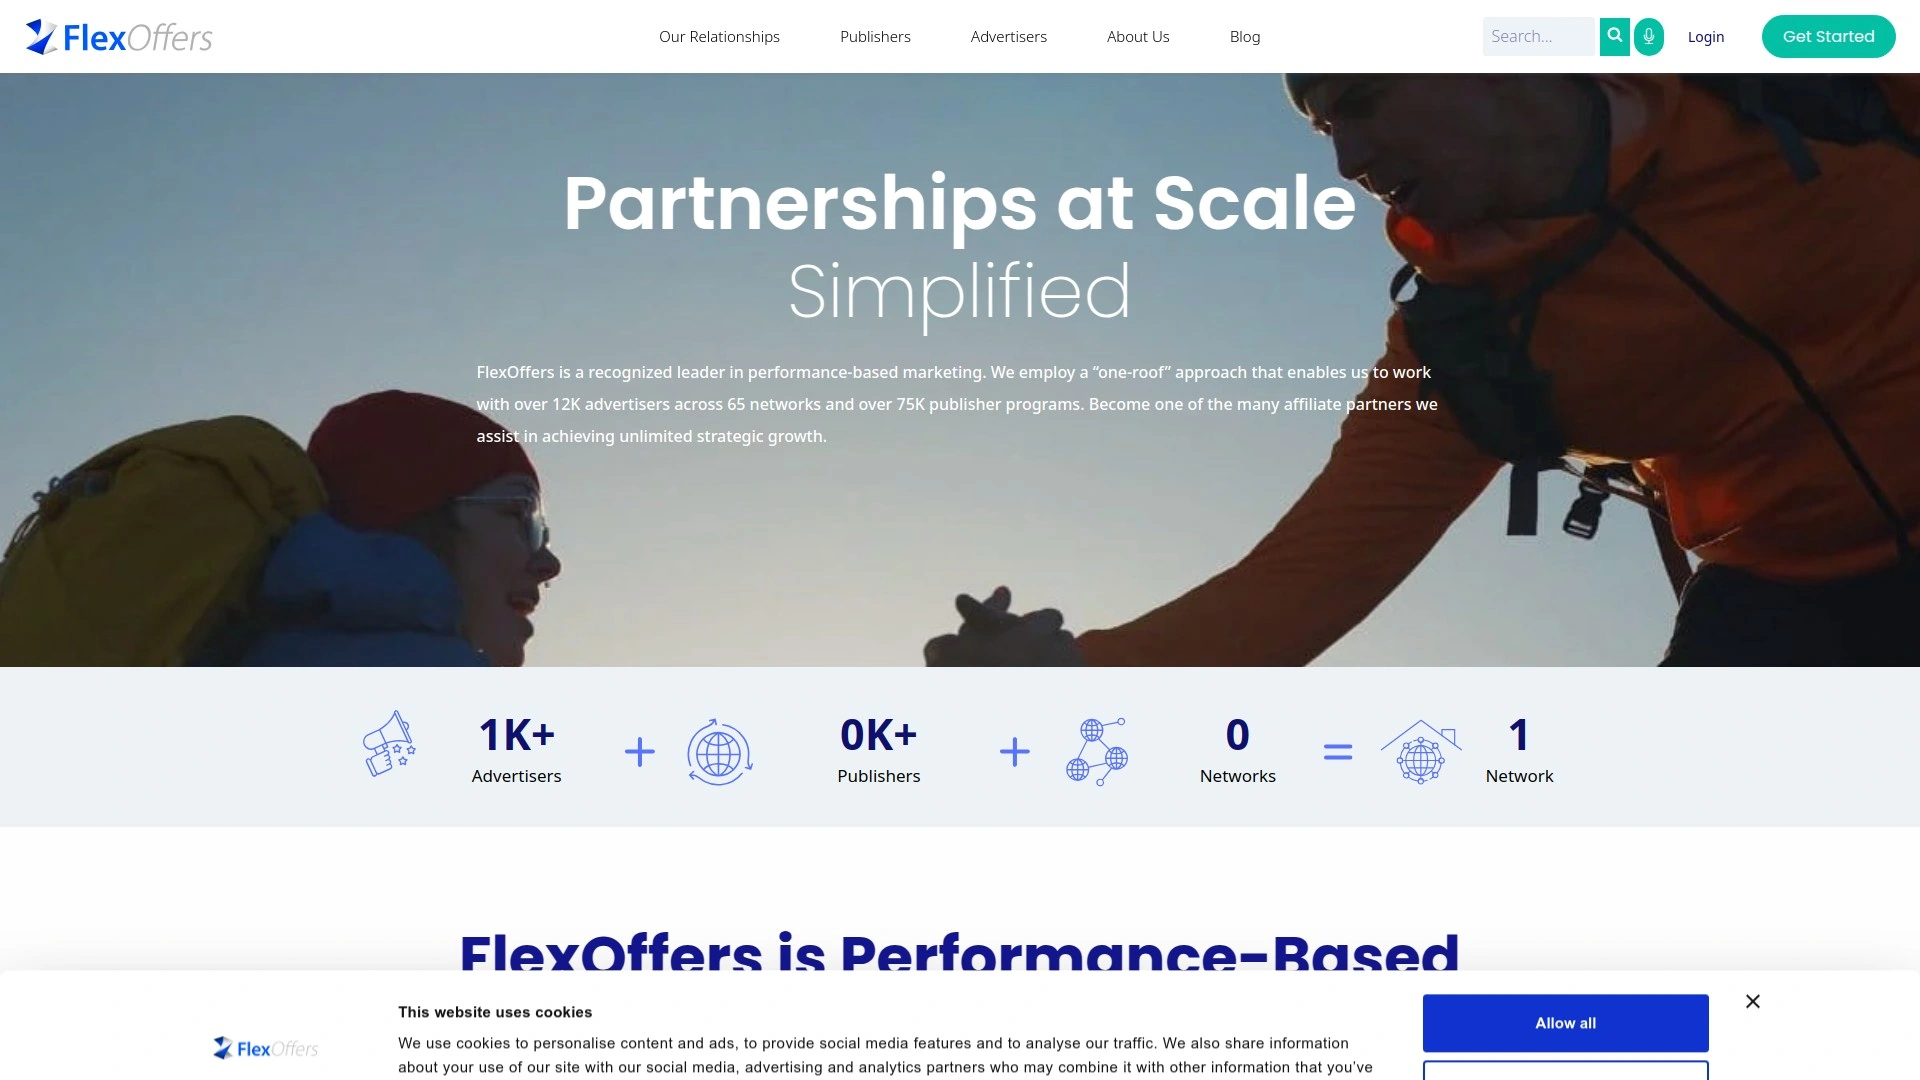 FlexOffers
Our Relationships
Publishers
Advertisers
About Us
Blog
Search...
Login
Get Started
Partnerships at Scale
Simplified
FlexOffers is a recognized leader in performance-based marketing. We employ a “one-roof” approach that enables us to work
with over 12K advertisers across 65 networks and over 75K publisher programs. Become one of the many affiliate partners we
assist in achieving unlimited strategic growth.
1K+
Advertisers
0K+
Publishers
0
Networks
1
Network
FlexOffers is Performance-Based
This website uses cookies
FlexOffers
We use cookies to personalise content and ads, to provide social media features and to analyse our traffic. We also share information
about your use of our site with our social media, advertising and analytics partners who may combine it with other information that you’ve
Allow all